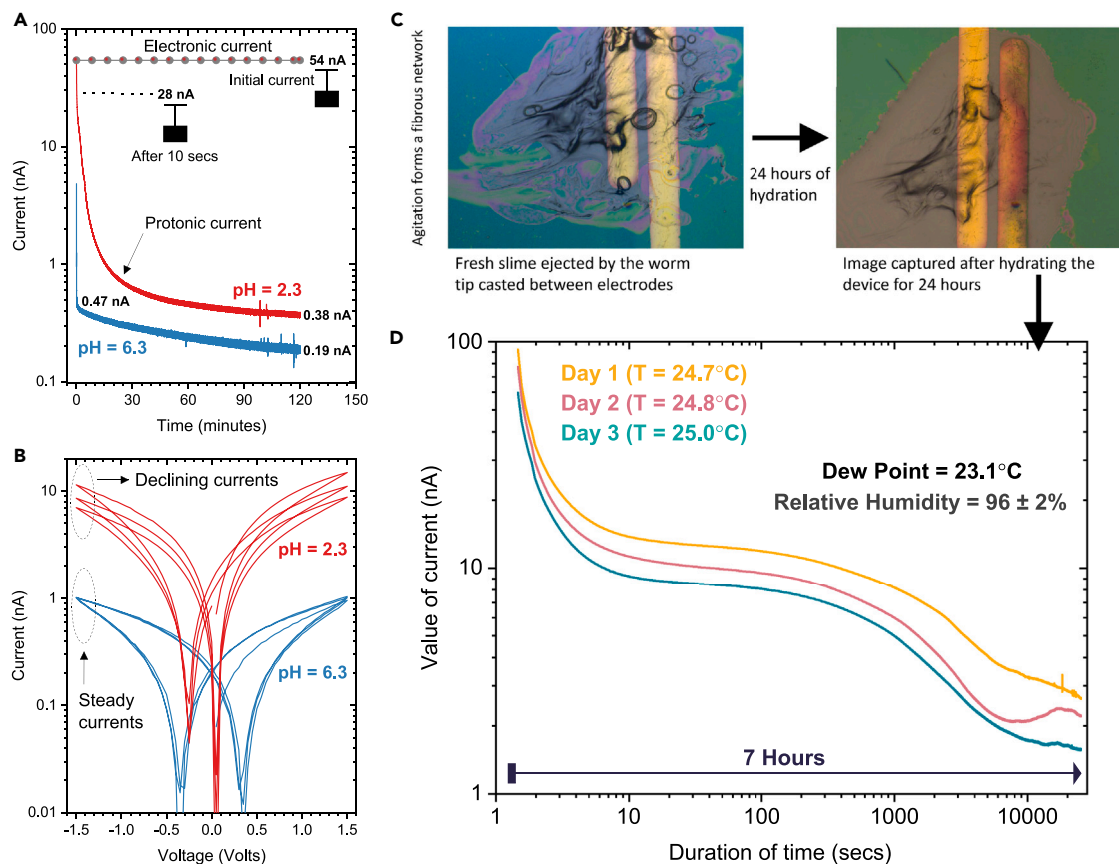 A
Electronic current
54 nA
Initial current
28 nA
After 10 secs
Protonic current
pH = 2.3
0.47 nA
0.38 nA
pH = 6.3
0.19 nA
100
10
1
0.1
Current (nA)
0
30
60
90
120
150
Time (minutes)
B
Declining currents
pH = 2.3
pH = 6.3
Steady
currents
10
1
0.1
0.01
Current (nA)
-1.5
-1.0
-0.5
0.0
0.5
1.0
1.5
Voltage (Volts)
C
Agitation forms a fibrous network
24 hours of
hydration
Fresh slime ejected by the worm
tip casted between electrodes
Image captured after hydrating the
device for 24 hours
D
Day 1 (T = 24.7°C)
Day 2 (T = 24.8°C)
Day 3 (T = 25.0°C)
Dew Point = 23.1°C
Relative Humidity = 96 ± 2%
7 Hours
100
10
1
Value of current (nA)
1
10
100
1000
10000
Duration of time (secs)